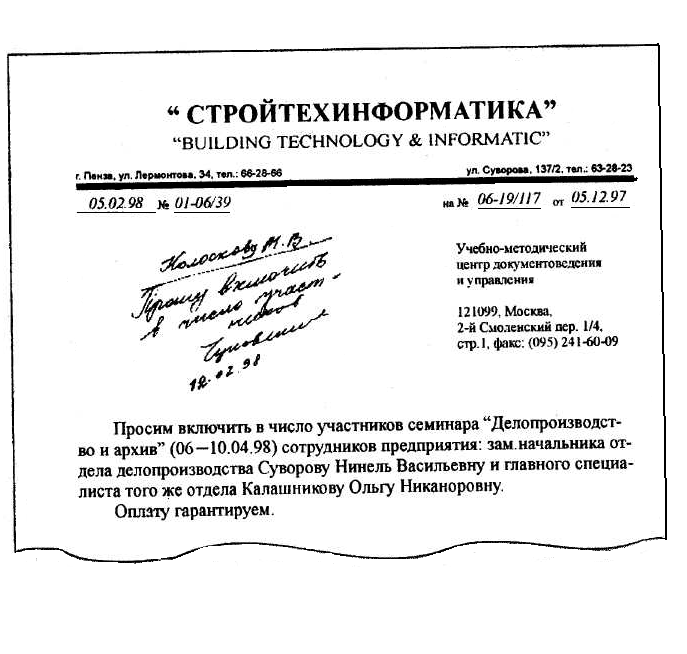 “ СТРОЙТЕХИНФОРМАТИКА”
“BUILDING TECHNOLOGY & INFORMATIC”
г. Пенза, ул. Лермонтова, 34, тел.: 66-28-66 ул. Суворова, 137/2, тел.: 63-28-23
05.02.98 № 01-06/39 на № 06-19/117 от 05.12.97
Колоскову М.В.
Прошу включить
в число участ-
ников
12.02.98
Учебно-методический
центр документоведения
и управления
121099, Москва,
2-й Смоленский пер. 1/4,
стр.1, факс: (095) 241-60-09
Просим включить в число участников семинара “Делопроизводст-
во и архив” (06—10.04.98) сотрудников предприятия: зам.начальника от-
дела делопроизводства Суворову Нинель Васильевну и главного специа-
листа того же отдела Калашникову Ольгу Никаноровну.
Оплату гарантируем.